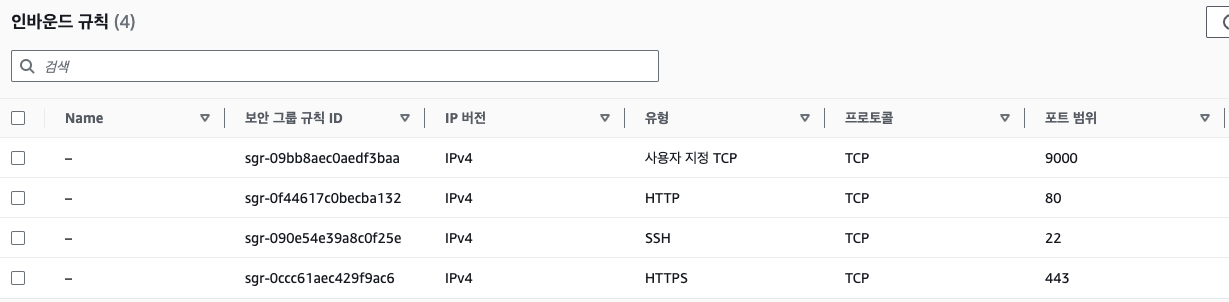 인바운드 규칙 (4)
검색
Name 보안 그룹 규칙 ID IP 버전 유형 프로토콜 포트 범위
– sgr-09bb8aec0aedf3baa IPv4 사용자 지정 TCP TCP 9000
– sgr-0f44617c0becba132 IPv4 HTTP TCP 80
– sgr-090e54e39a8c0f25e IPv4 SSH TCP 22
– sgr-0ccc61aec429f9ac6 IPv4 HTTPS TCP 443